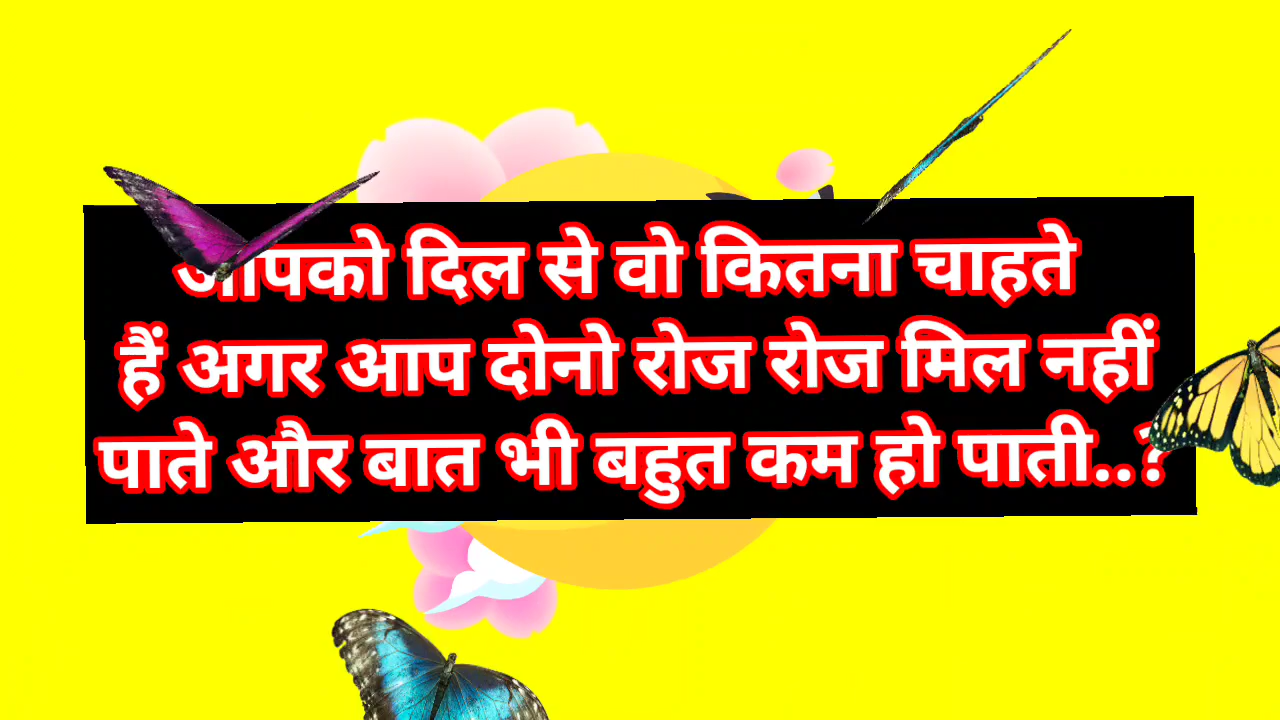 आपको दिल से वो कितना चाहते
हैं अगर आप दोनो रोज रोज मिल नहीं
पाते और बात भी बहुत कम हो पाती..?